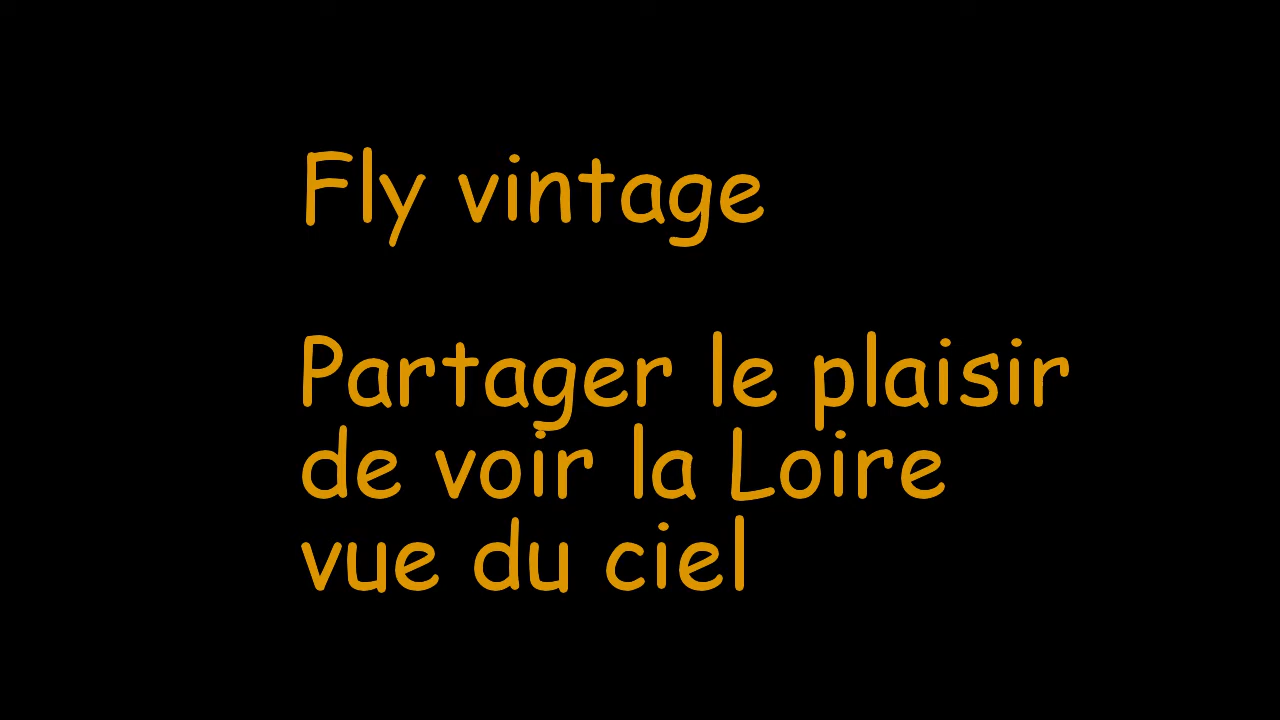 Fly vintage
Partager le plaisir
de voir la Loire
vue du ciel